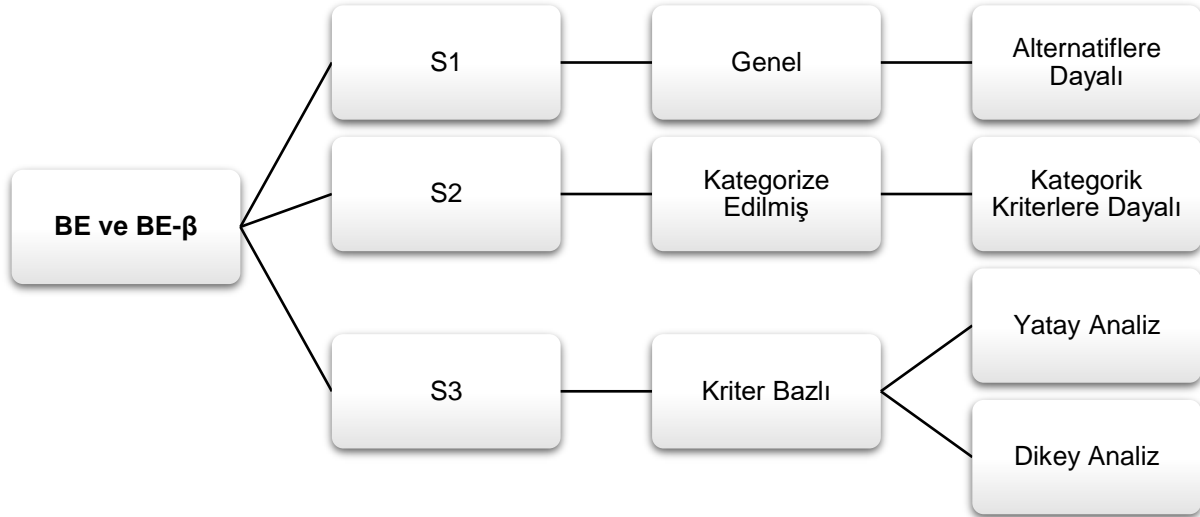 BE ve BE-β
S1
Genel
Alternatiflere
Dayalı
S2
Kategorize
Edilmiş
Kategorik
Kriterlere Dayalı
S3
Kriter Bazlı
Yatay Analiz
Dikey Analiz